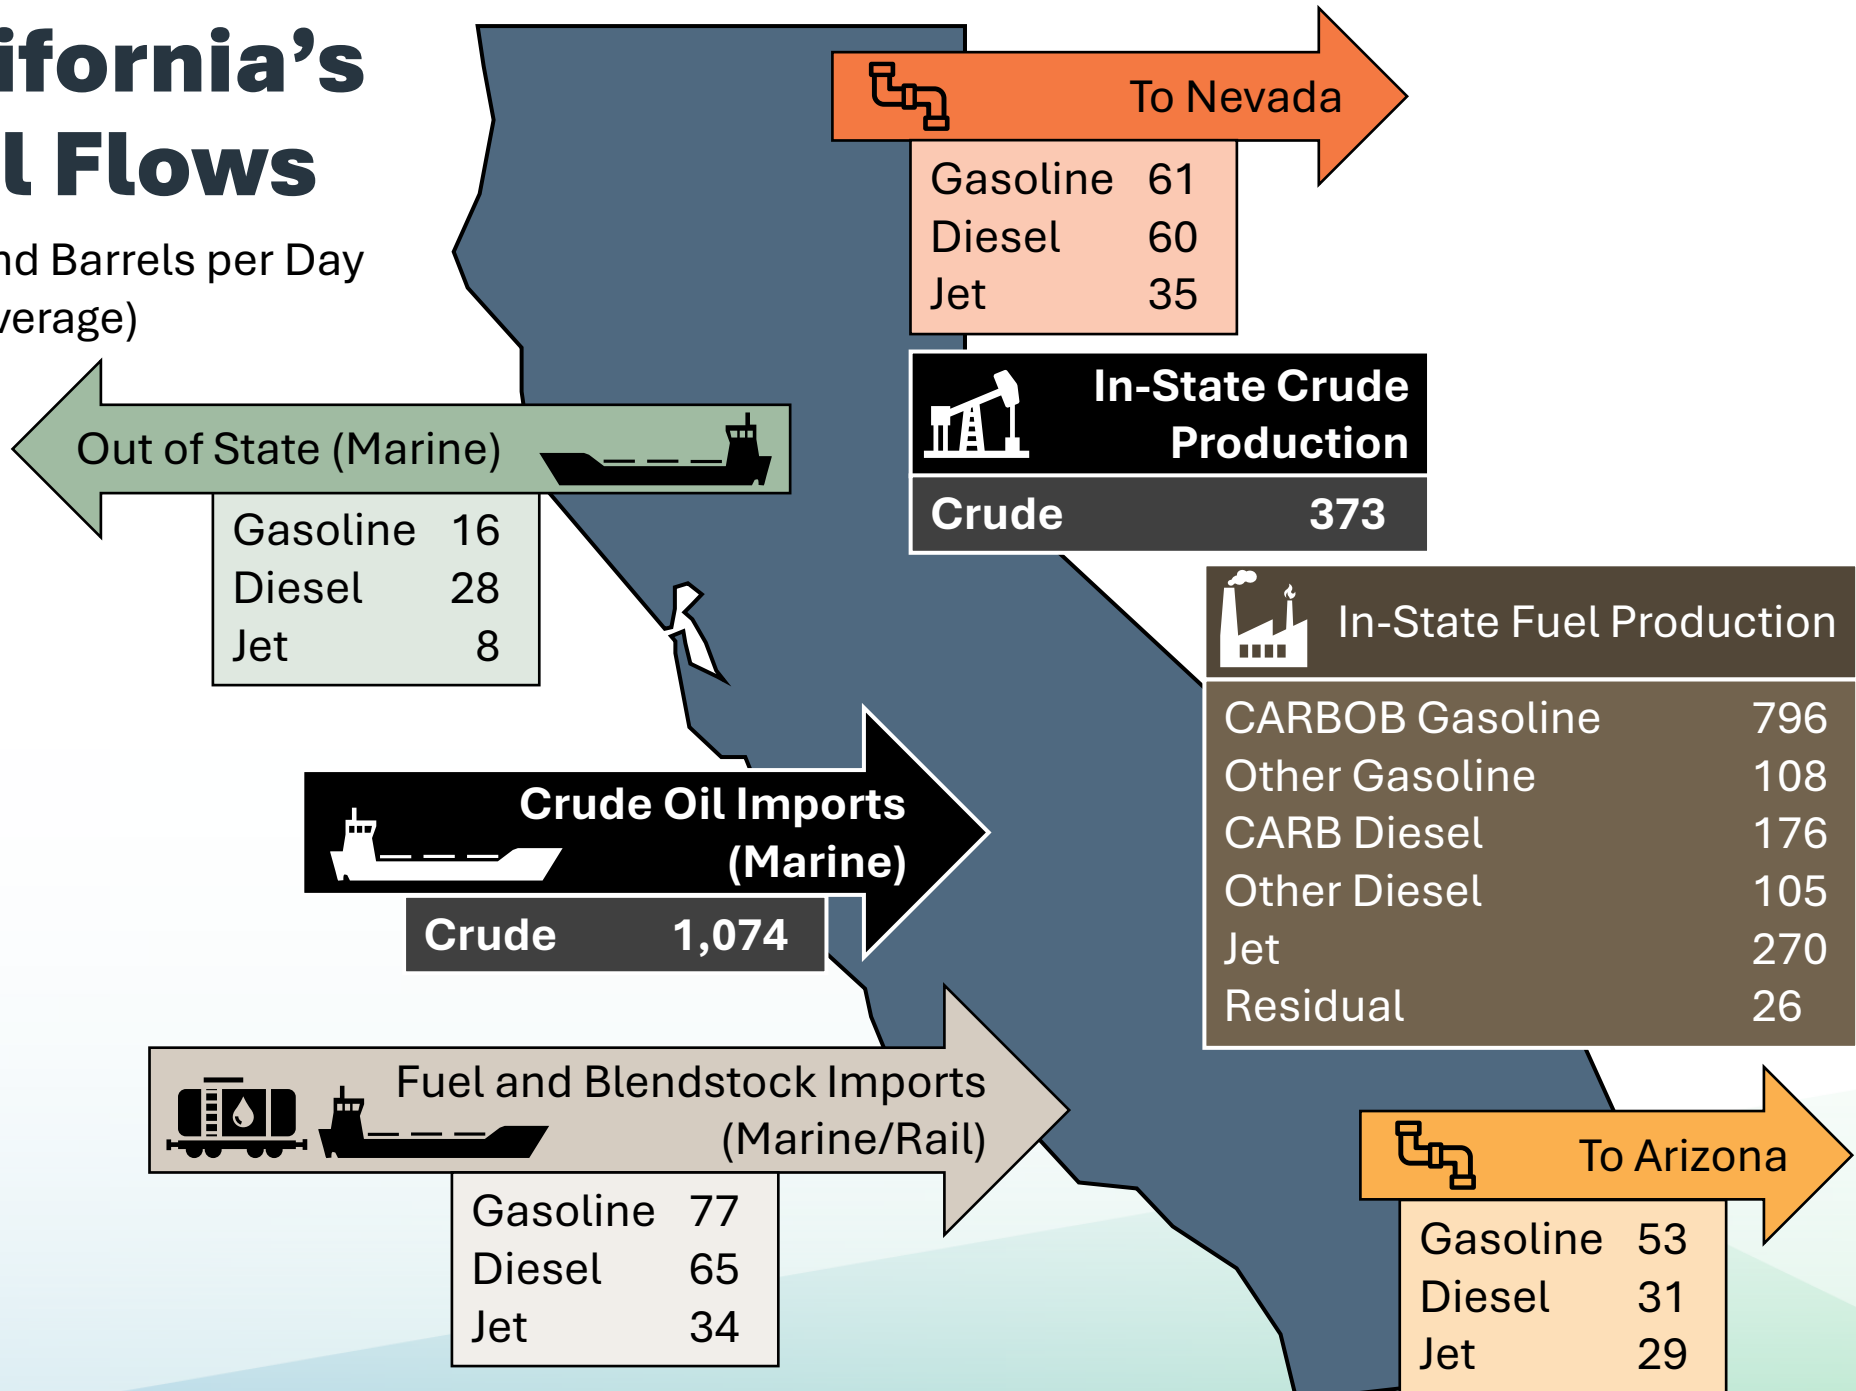 ifornia's
l Flows
nd Barrels per Day
verage)
To Nevada
Gasoline 61
Diesel 60
Jet 35
Out of State (Marine)
Gasoline 16
Diesel 28
Jet 8
In-State Crude
Production
Crude 373
In-State Fuel Production
CARBOB Gasoline 796
Other Gasoline 108
CARB Diesel 176
Other Diesel 105
Jet 270
Residual 26
Crude Oil Imports
(Marine)
Crude 1,074
Fuel and Blendstock Imports
(Marine/Rail)
Gasoline 77
Diesel 65
Jet 34
To Arizona
Gasoline 53
Diesel 31
Jet 29